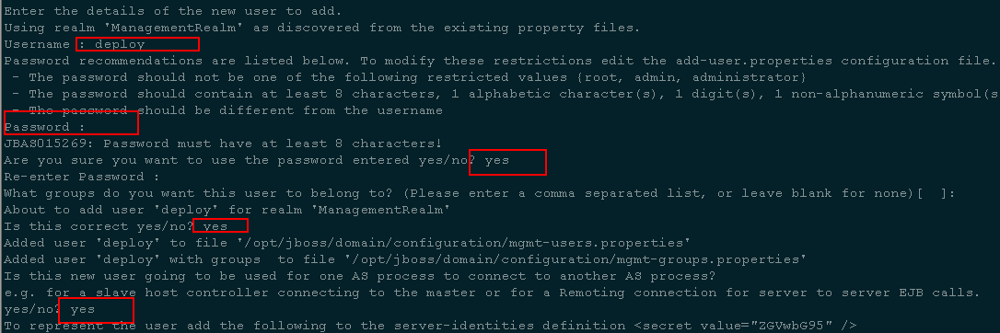 Enter the details of the new user to add.
Using realm 'ManagementRealm' as discovered from the existing property files.
Username : deploy
Password recommendations are listed below. To modify these restrictions edit the add-user.properties configuration file.
- The password should not be one of the following restricted values {root, admin, administrator}
- The password should contain at least 8 characters, 1 alphabetic character(s), 1 digit(s), 1 non-alphanumeric symbol(s
- The password should be different from the username
Password :
JBAS015269: Password must have at least 8 characters!
Are you sure you want to use the password entered yes/no? yes
Re-enter Password :
What groups do you want this user to belong to? (Please enter a comma separated list, or leave blank for none)[  ]:
About to add user 'deploy' for realm 'ManagementRealm'
Is this correct yes/no? yes
Added user 'deploy' to file '/opt/jboss/domain/configuration/mgmt-users.properties'
Added user 'deploy' with groups  to file '/opt/jboss/domain/configuration/mgmt-groups.properties'
Is this new user going to be used for one AS process to connect to another AS process?
e.g. for a slave host controller connecting to the master or for a Remoting connection for server to server EJB calls.
yes/no? yes
To represent the user add the following to the server-identities definition <secret value="ZGVwbG95" />